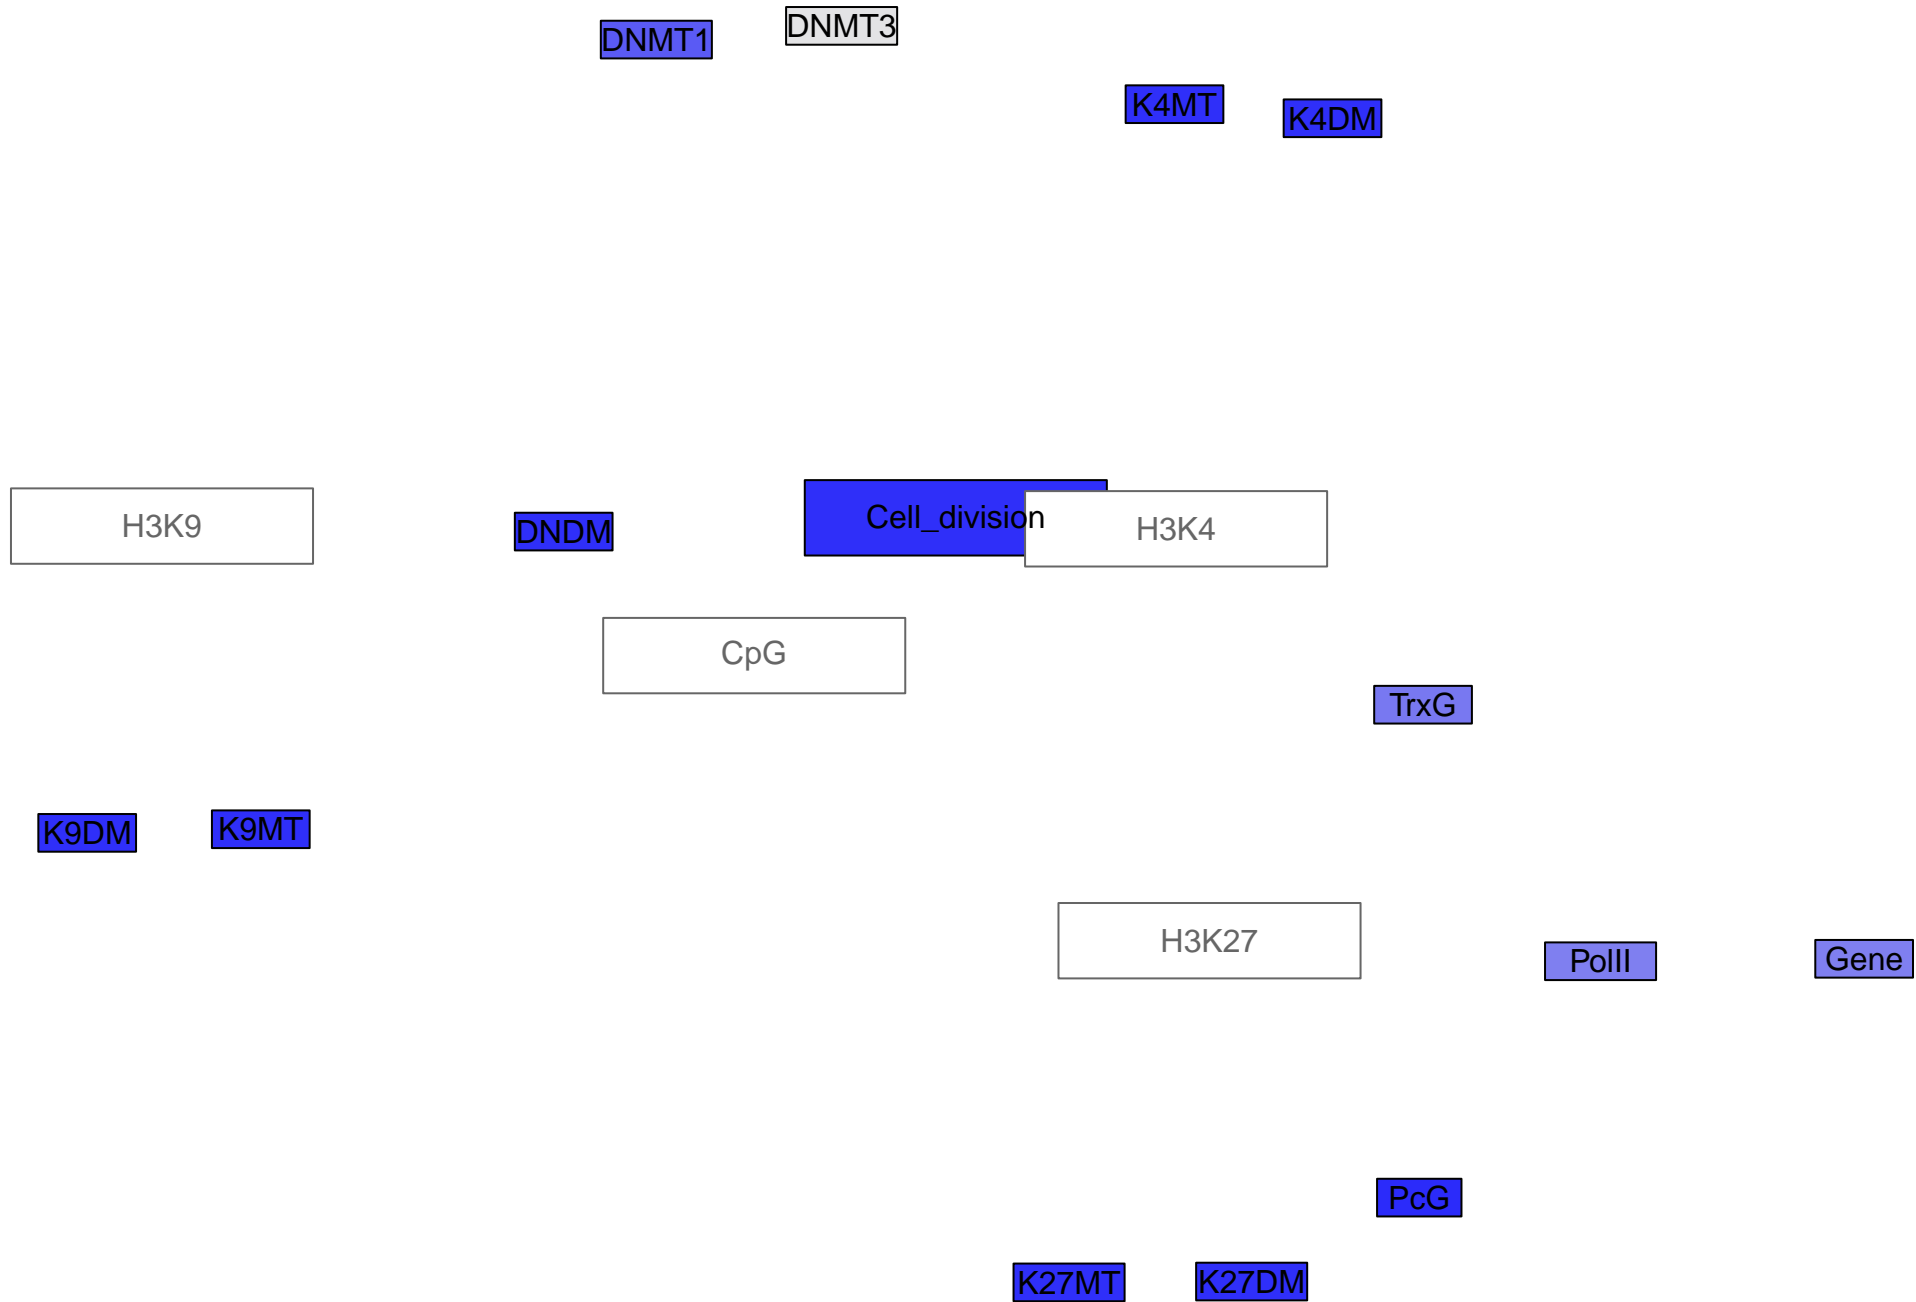 DNMT1
DNMT3
K4MT
K4DM
H3K9
DNDM
Cell_division
H3K4
CpG
TrxG
K9DM
K9MT
H3K27
PolII
Gene
PcG
K27MT
K27DM